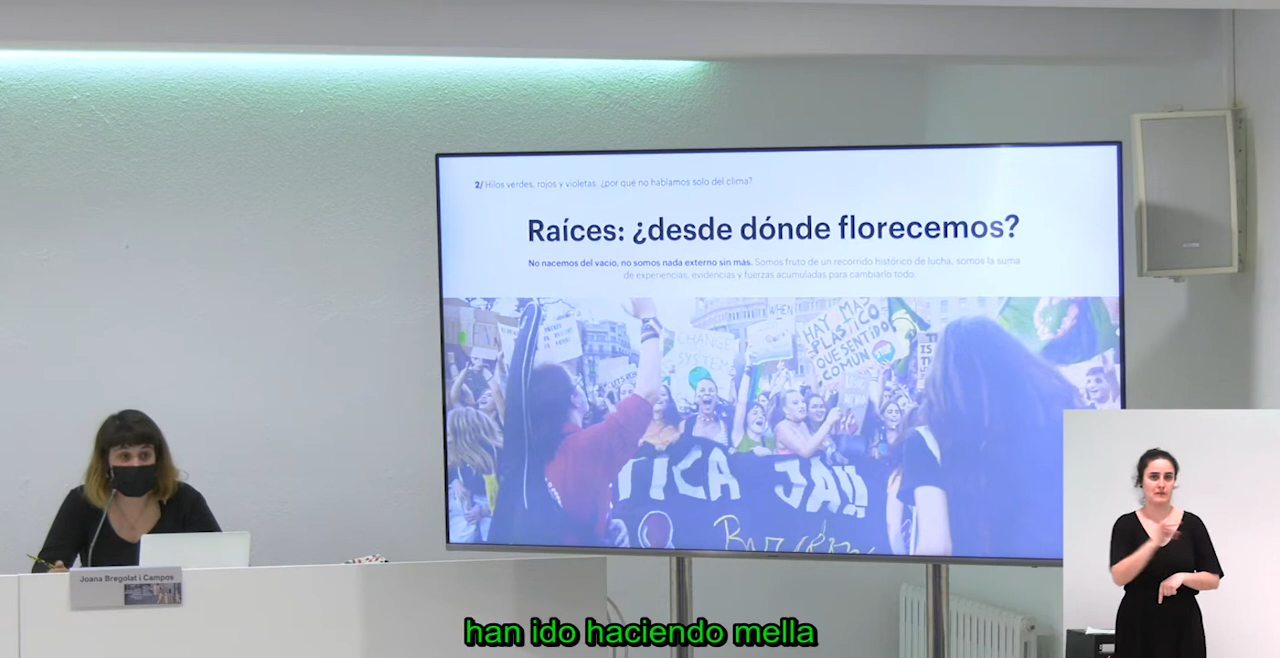 2/ Hilos verdes, rojos y violetas: ¿por qué no hablamos solo del clima?
Raíces: ¿desde dónde florecemos?
No nacemos del vacío, no somos nada externo sin más. Somos fruto de un recorrido histórico de lucha, somos la suma
de experiencias, evidencias y fuerzas acumuladas para cambiarlo todo.
WHEN
CHANGE
SYSTEM
HAY MÁS
PLÁSTICO
QUE SENTIDO
COMÚN
IS
TICA JA!!
Joana Bregolat i Campos
han ido haciendo mella